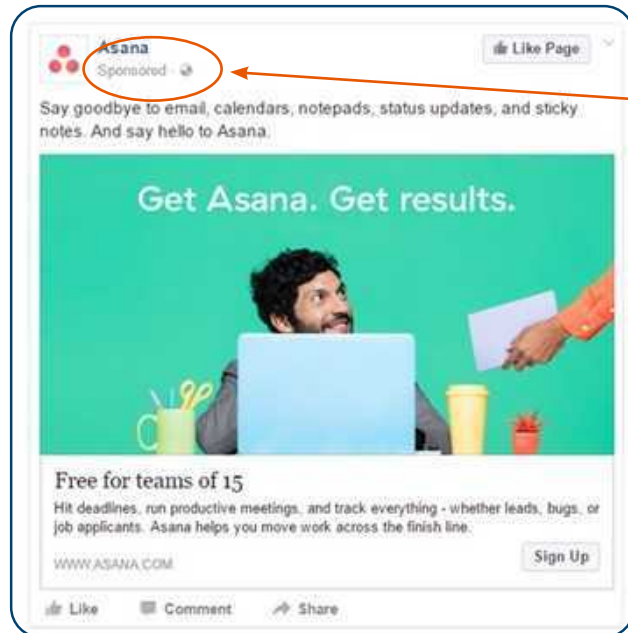 Asana
Sponsored ·
Like Page
Say goodbye to email, calendars, notepads, status updates, and sticky
notes. And say hello to Asana.
Get Asana. Get results.
Free for teams of 15
Hit deadlines, run productive meetings, and track everything - whether leads, bugs, or
job applicants. Asana helps you move work across the finish line.
WWW.ASANA.COM
Sign Up
Like Comment Share